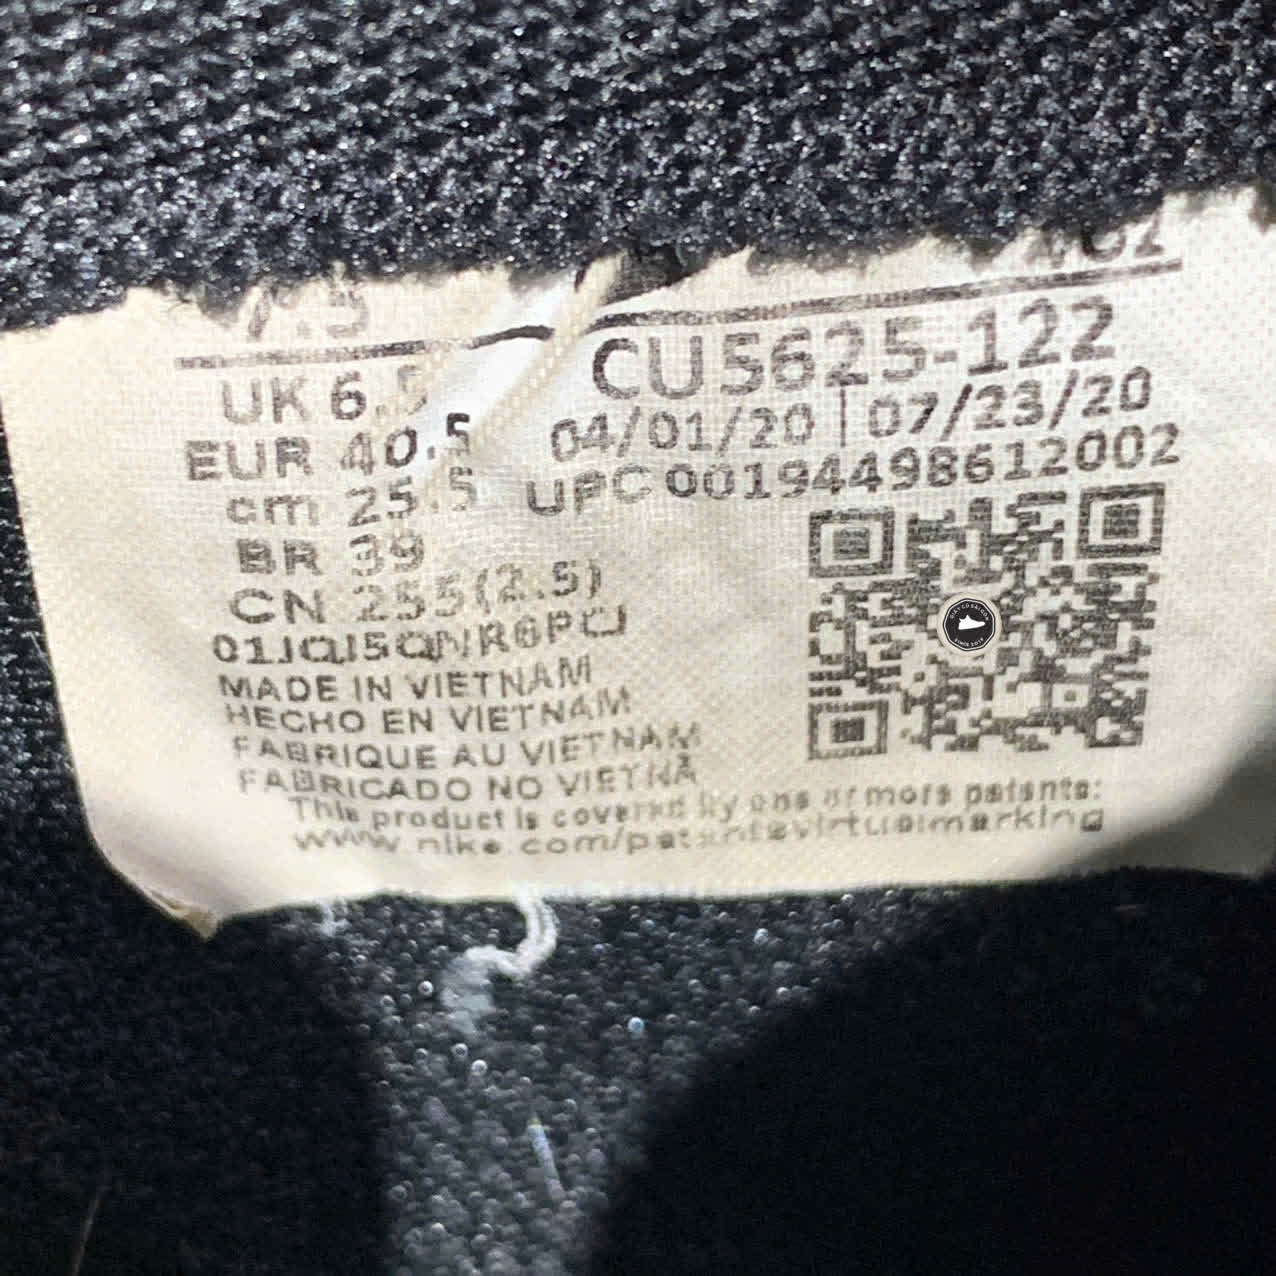 7.5
UK 6.5
EUR 40.5
cm 25.5
BR 39
CN 255(2.5)
CU5625-122
04/01/20 | 07/23/20
UPC 00194498612002
MADE IN VIETNAM
HECHO EN VIETNAM
FABRIQUE AU VIETNAM
FABRICADO NO VIETNÃ
This product is covered by one or more patents:
www.nike.com/patentsvirtualmarking